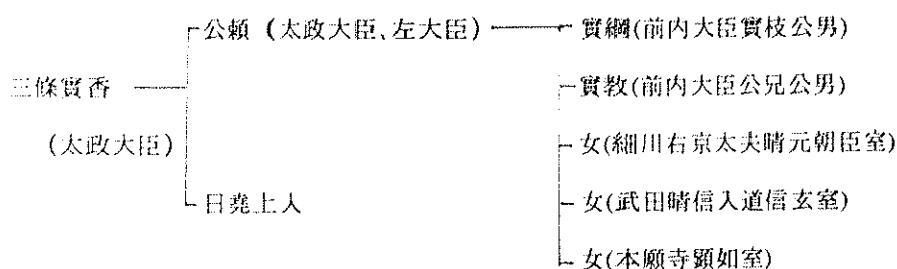 公頼（太政大臣、左大臣） 實綱(前内大臣實枝公男)
三條實香 實教(前内大臣公兄公男)
(太政大臣) 女(細川右京太夫晴元朝臣室)
日堯上人 女(武田晴信入道信玄室)
女(本願寺顕如室)